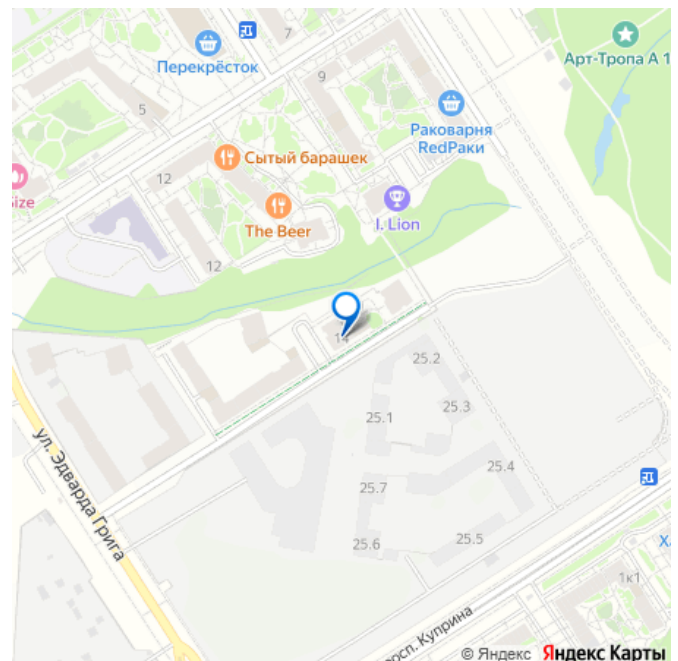 7
Перекрёсток
Арт-Тропа А 1
9
5
Раковарня
RedРаки
Сытый барашек
12
ize
The Beer
I. Lion
12
14
25.2
25.3
25.1
ул. Эдварда Грига
25.4
25.7
25.5
25.6
Х
1к1
просп. Куприна
© Яндекс Яндекс Карты